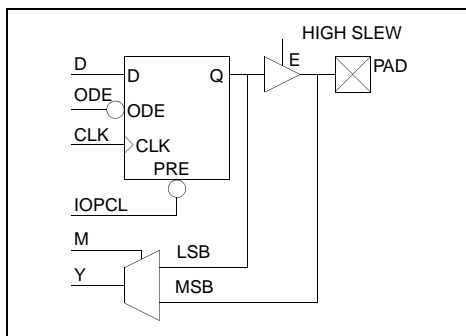 HIGH SLEW
D
D
Q
E
PAD
ODE
ODE
CLK
CLK
PRE
IOPCL
M
LSB
Y
MSB